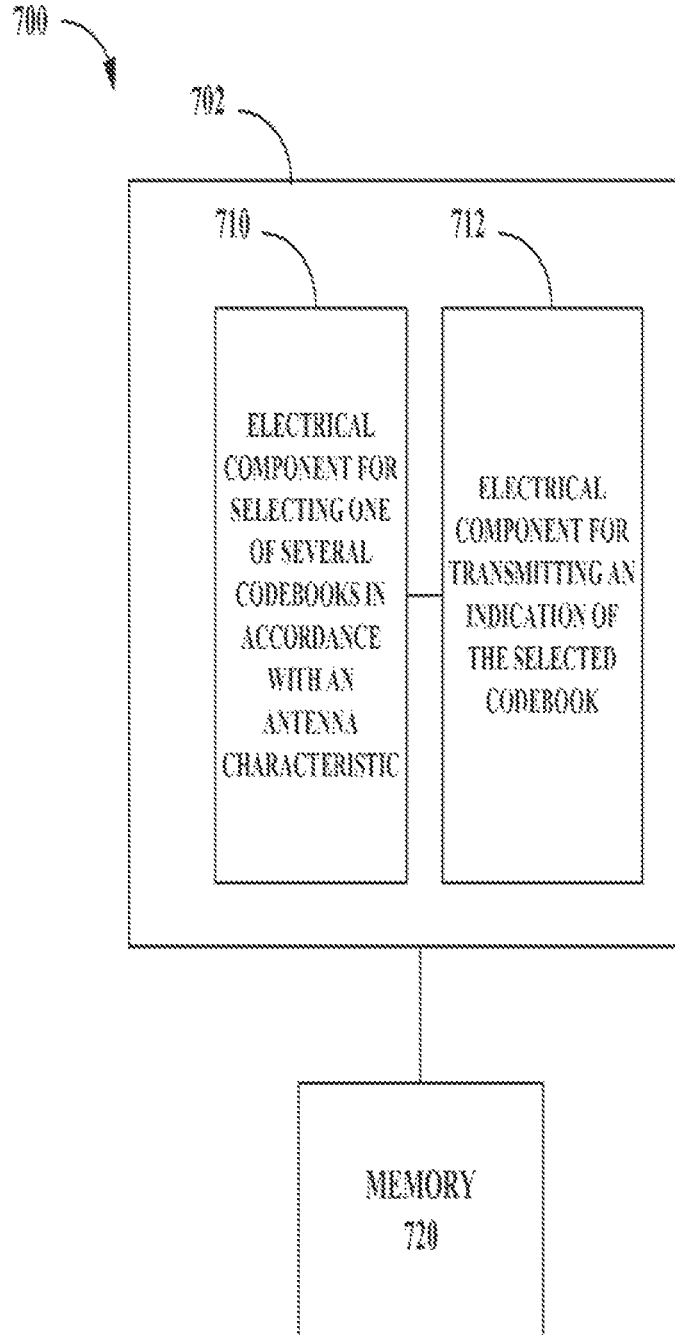 700
702
710
712
ELECTRICAL
COMPONENT FOR
SELECTING ONE
OF SEVERAL
CODEBOOKS IN
ACCORDANCE
WITH AN
ANTENNA
CHARACTERISTIC
ELECTRICAL
COMPONENT FOR
TRANSMITTING AN
INDICATION OF
THE SELECTED
CODEBOOK
MEMORY
720